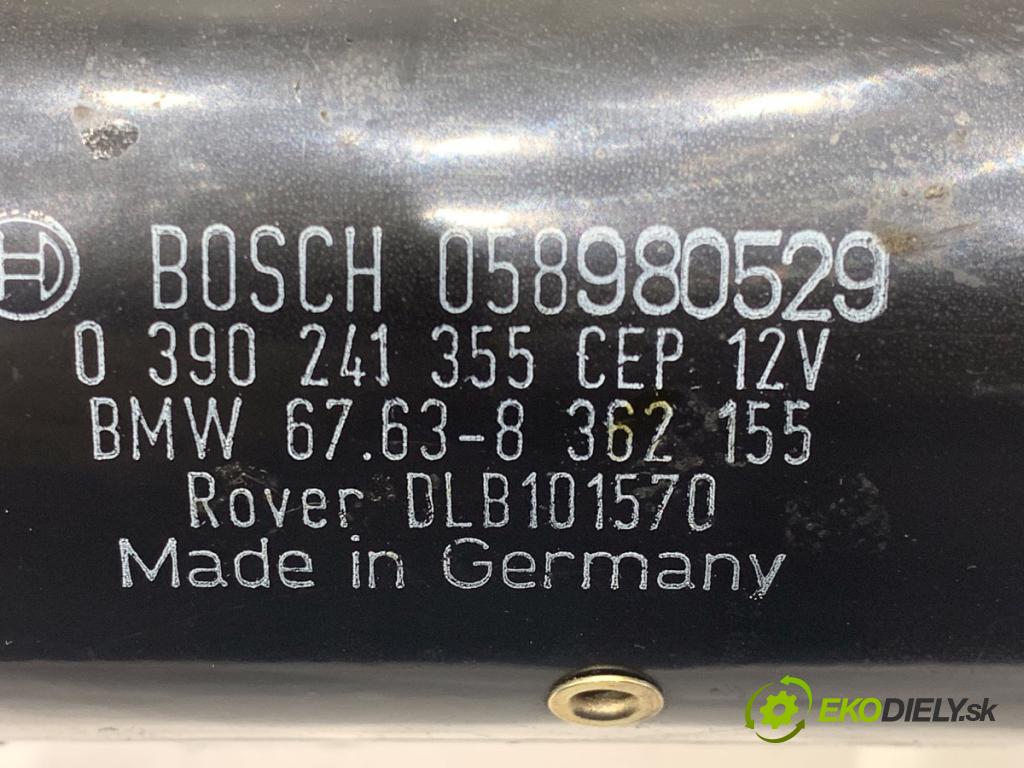 BOSCH 058980529
0 390 241 355 CEP 12V
BMW 67.63-8 362 155
Rover DLB101570
Made in Germany
EKODIELY.sk